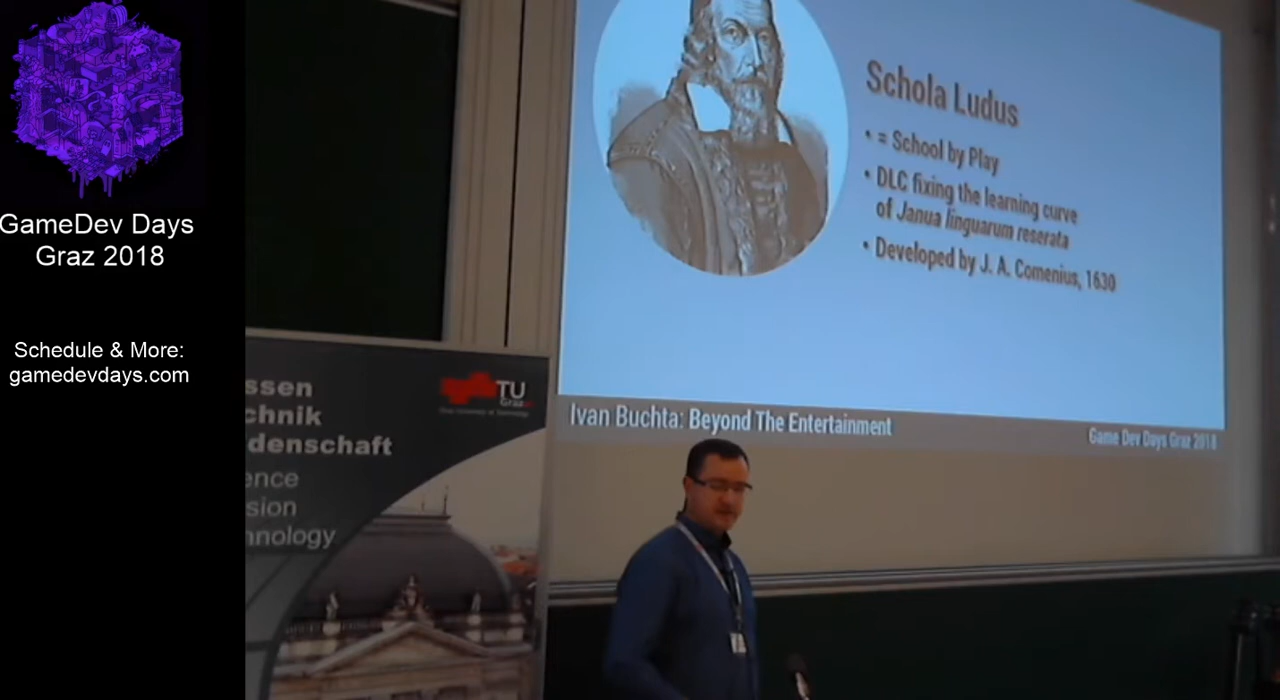 GameDev Days
Graz 2018
Schedule & More:
gamedevdays.com
ssen
chnik
denschaft
ence
sion
hnology
TU
Graz
Schola Ludus
• = School by Play
• DLC fixing the learning curve
of Janua linguarum reserata
• Developed by J. A. Comenius, 1630
Ivan Buchta: Beyond The Entertainment
Game Dev Days Graz 2018